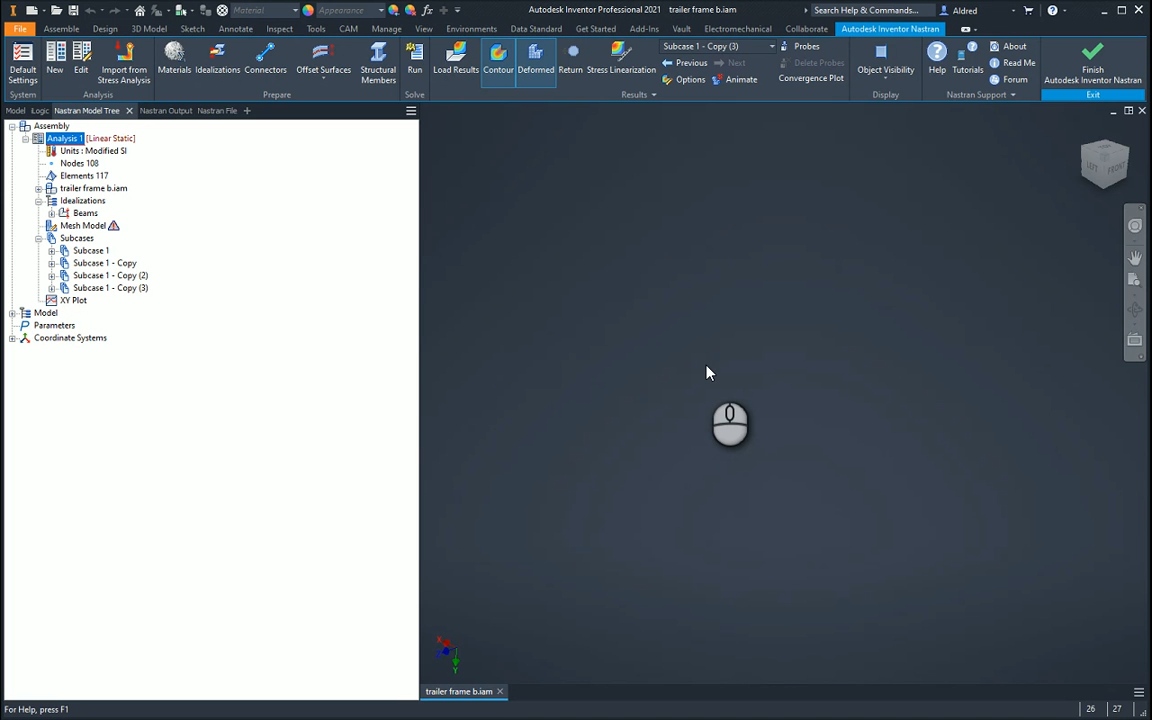 Material Appearance Autodesk Inventor Professional 2021 trailer frame b.iam Search Help & Commands... Aldred
File Assemble Design 3D Model Sketch Annotate Inspect Tools CAM Manage View Environments Data Standard Get Started Add-Ins Vault Electromechanical Collaborate Autodesk Inventor Nastran
Default Settings New Edit Import from Stress Analysis Materials Idealizations Connectors Offset Surfaces Structural Members Run Load Results Contour Deformed Return Stress Linearization
Subcase 1 - Copy (3) Probes
Previous Next Delete Probes
Options Animate Convergence Plot
Object Visibility Help Tutorials
About
Read Me
Forum
Finish
Autodesk Inventor Nastran
System Analysis Prepare Solve Results Display Nastran Support Exit
Model Logic Nastran Model Tree Nastran Output Nastran File
Assembly
Analysis 1 [Linear Static]
Units : Modified SI
Nodes 108
Elements 117
trailer frame b.iam
Idealizations
Beams
Mesh Model
Subcases
Subcase 1
Subcase 1 - Copy
Subcase 1 - Copy (2)
Subcase 1 - Copy (3)
XY Plot
Model
Parameters
Coordinate Systems
LEFT FRONT
X
Y
trailer frame b.iam
For Help, press F1 26 27